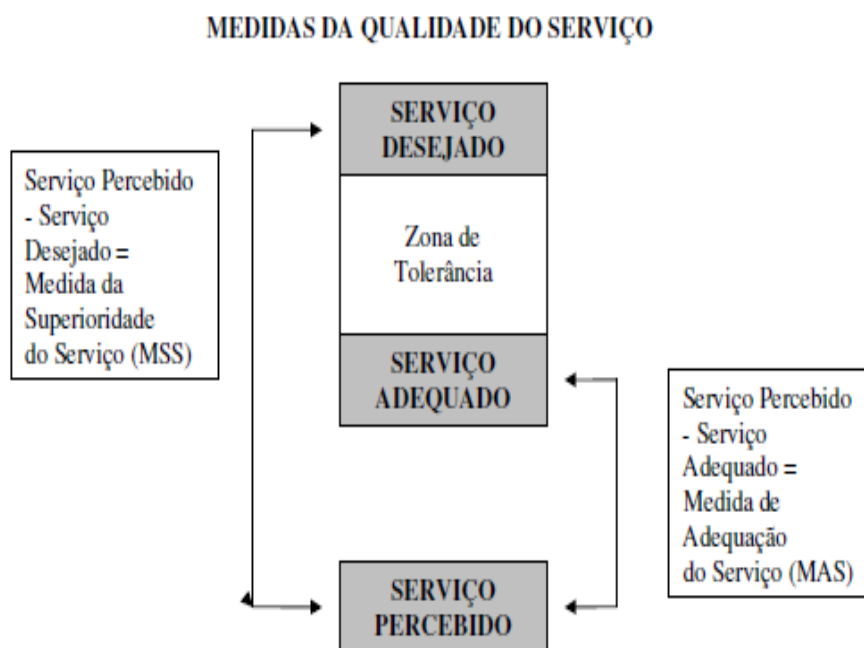 MEDIDAS DA QUALIDADE DO SERVIÇO
SERVIÇO
DESEJADO
Serviço Percebido
- Serviço
Desejado =
Medida da
Superioridade
do Serviço (MSS)
Zona de
Tolerância
SERVIÇO
ADEQUADO
Serviço Percebido
- Serviço
Adequado =
Medida de
Adequação
do Serviço (MAS)
SERVIÇO
PERCEBIDO